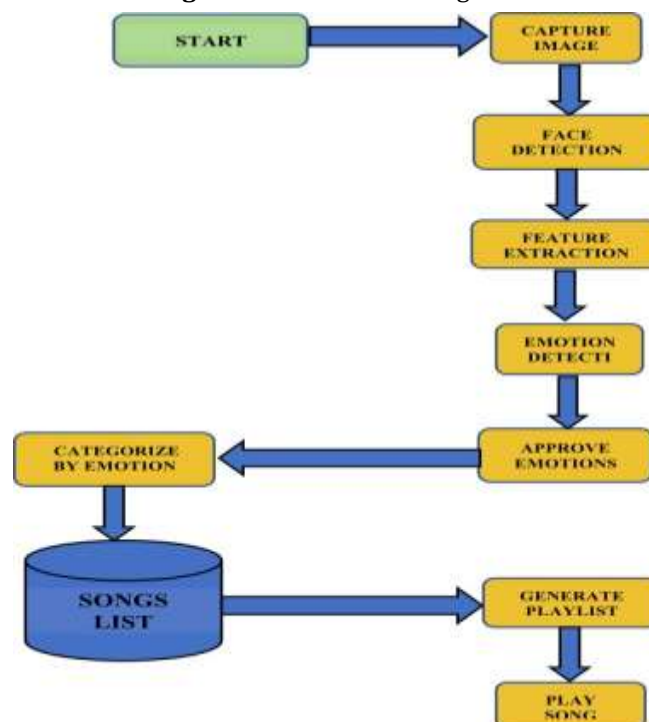 START
CAPTURE
IMAGE
FACE
DETECTION
FEATURE
EXTRACTION
EMOTION
DETECTI
APPROVE
EMOTIONS
CATEGORIZE
BY EMOTION
SONGS
LIST
GENERATE
PLAYLIST
PLAY
SONG